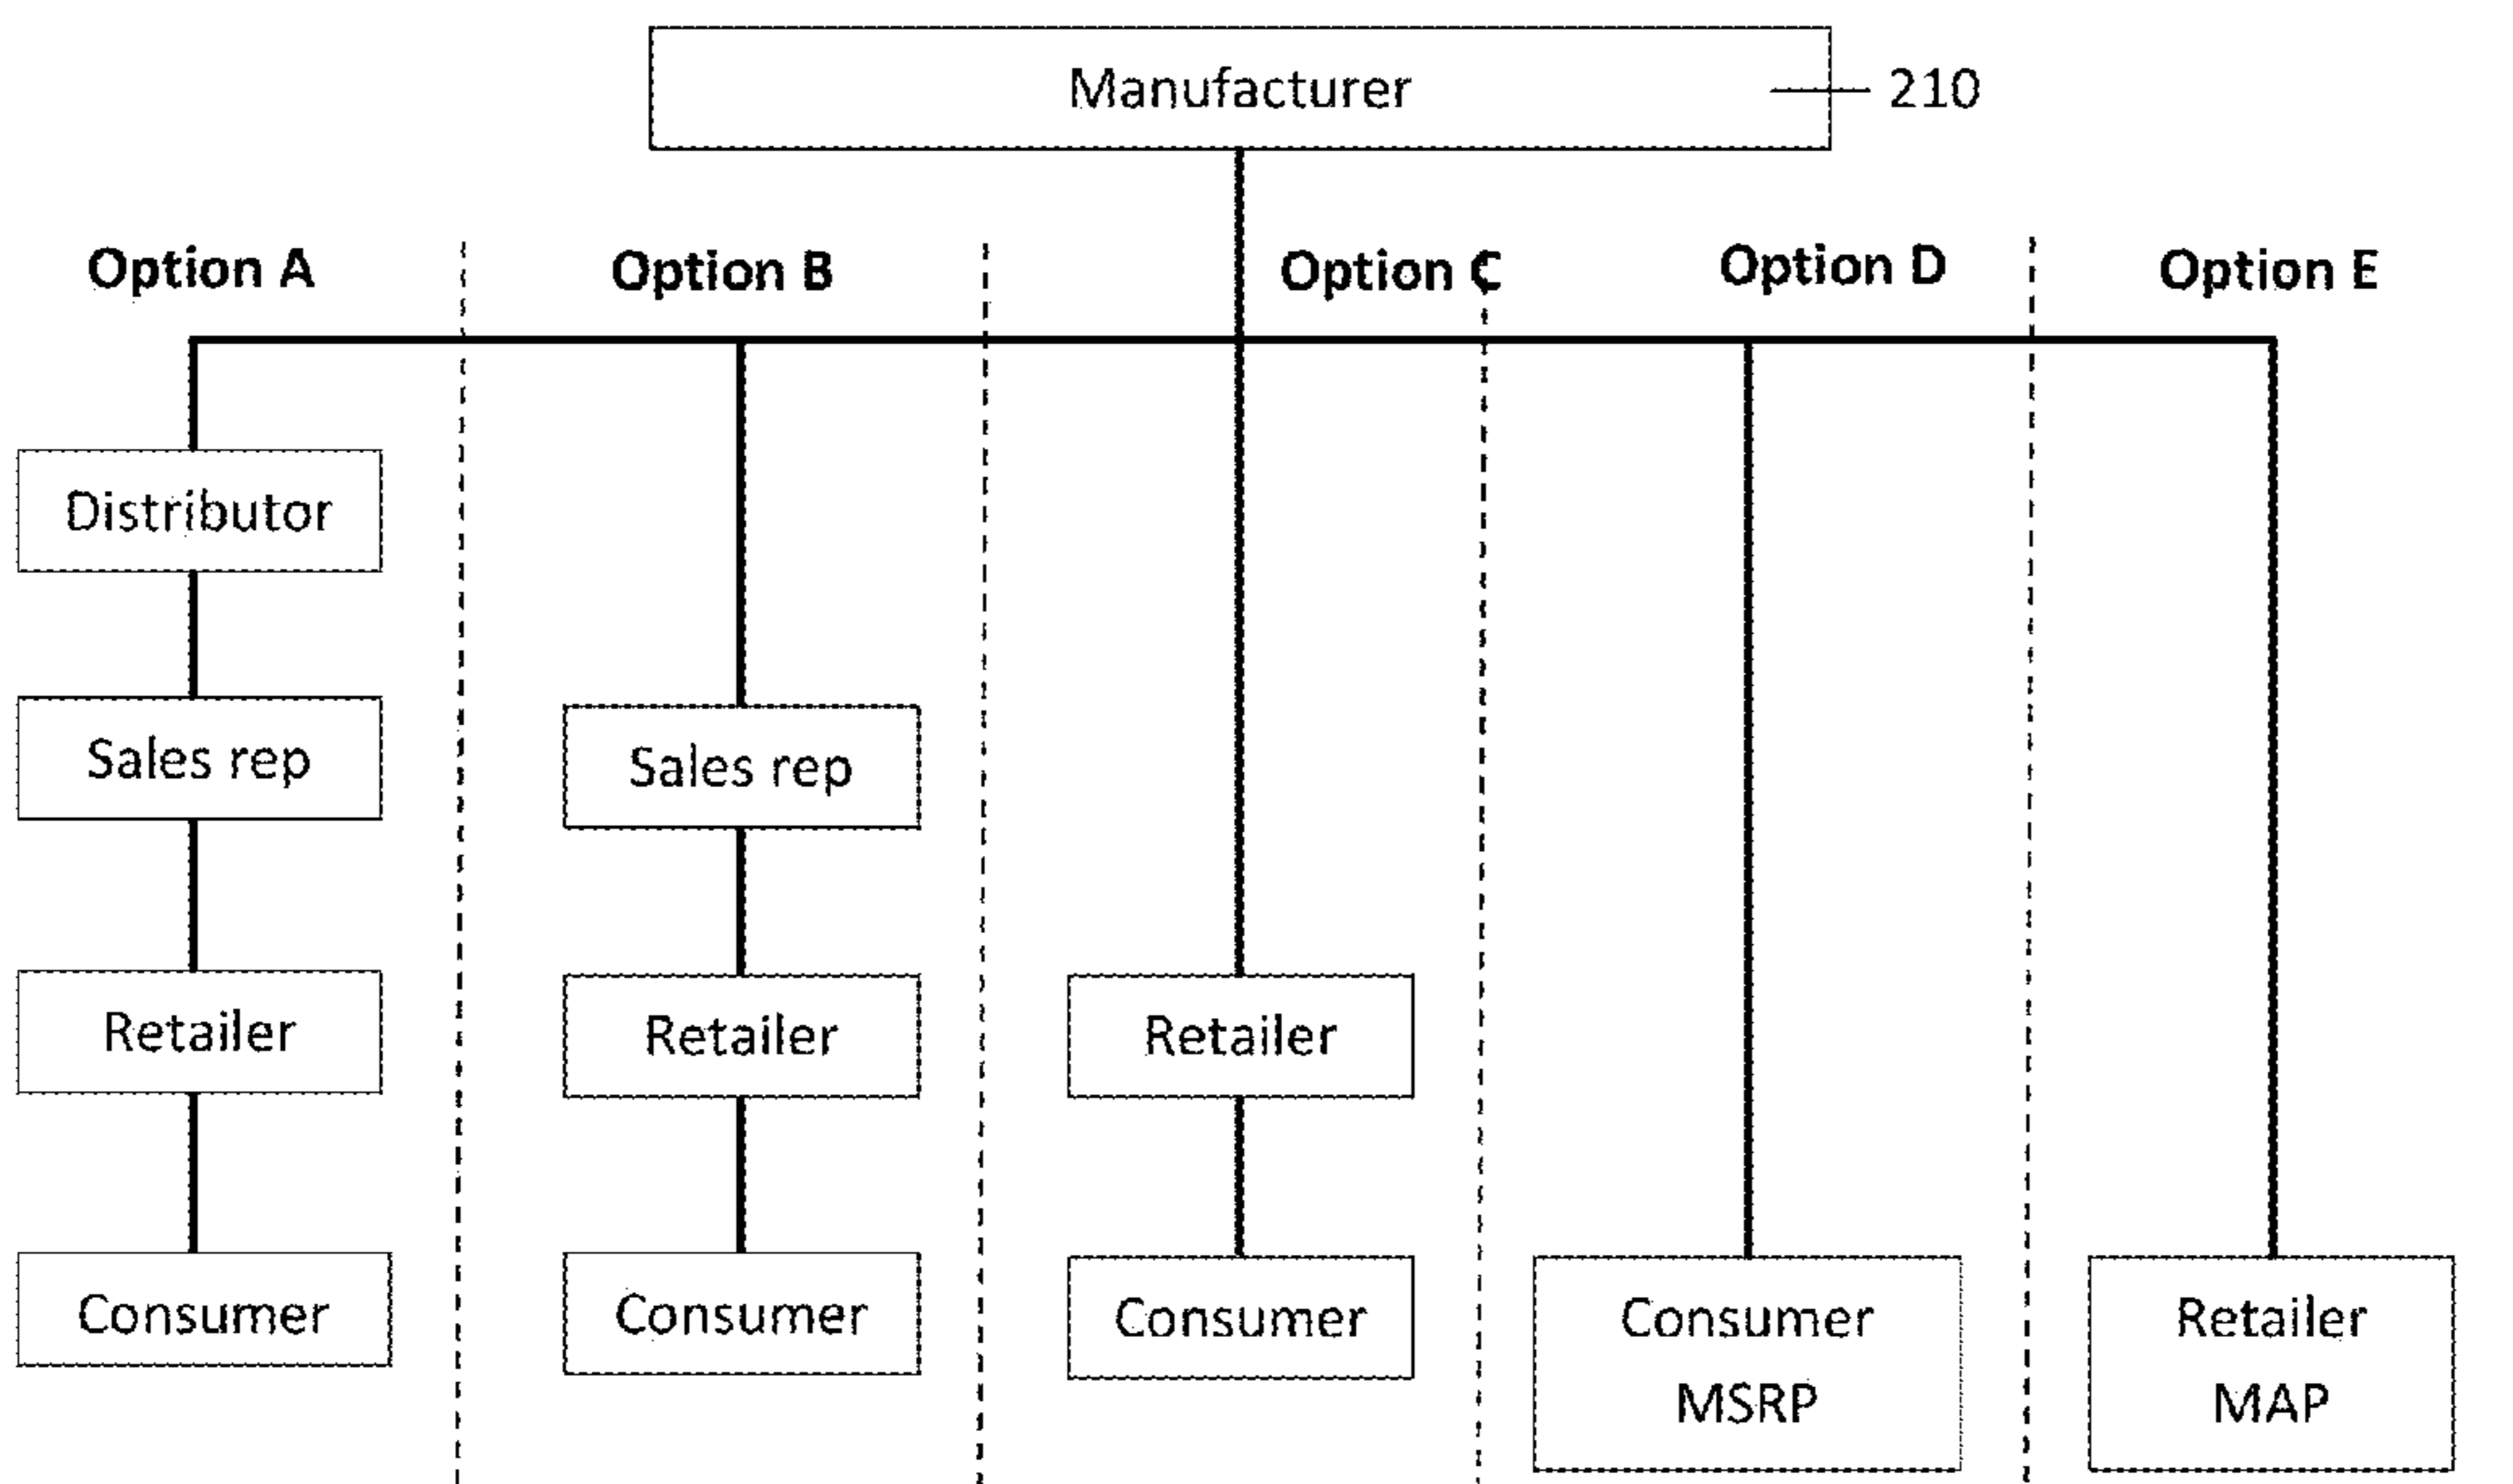 Manufacturer
210
Option A
Option B
Option C
Option D
Option E
Distributor
Sales rep
Sales rep
Retailer
Retailer
Retailer
Consumer
Consumer
Consumer
Consumer
MSRP
Retailer
MAP